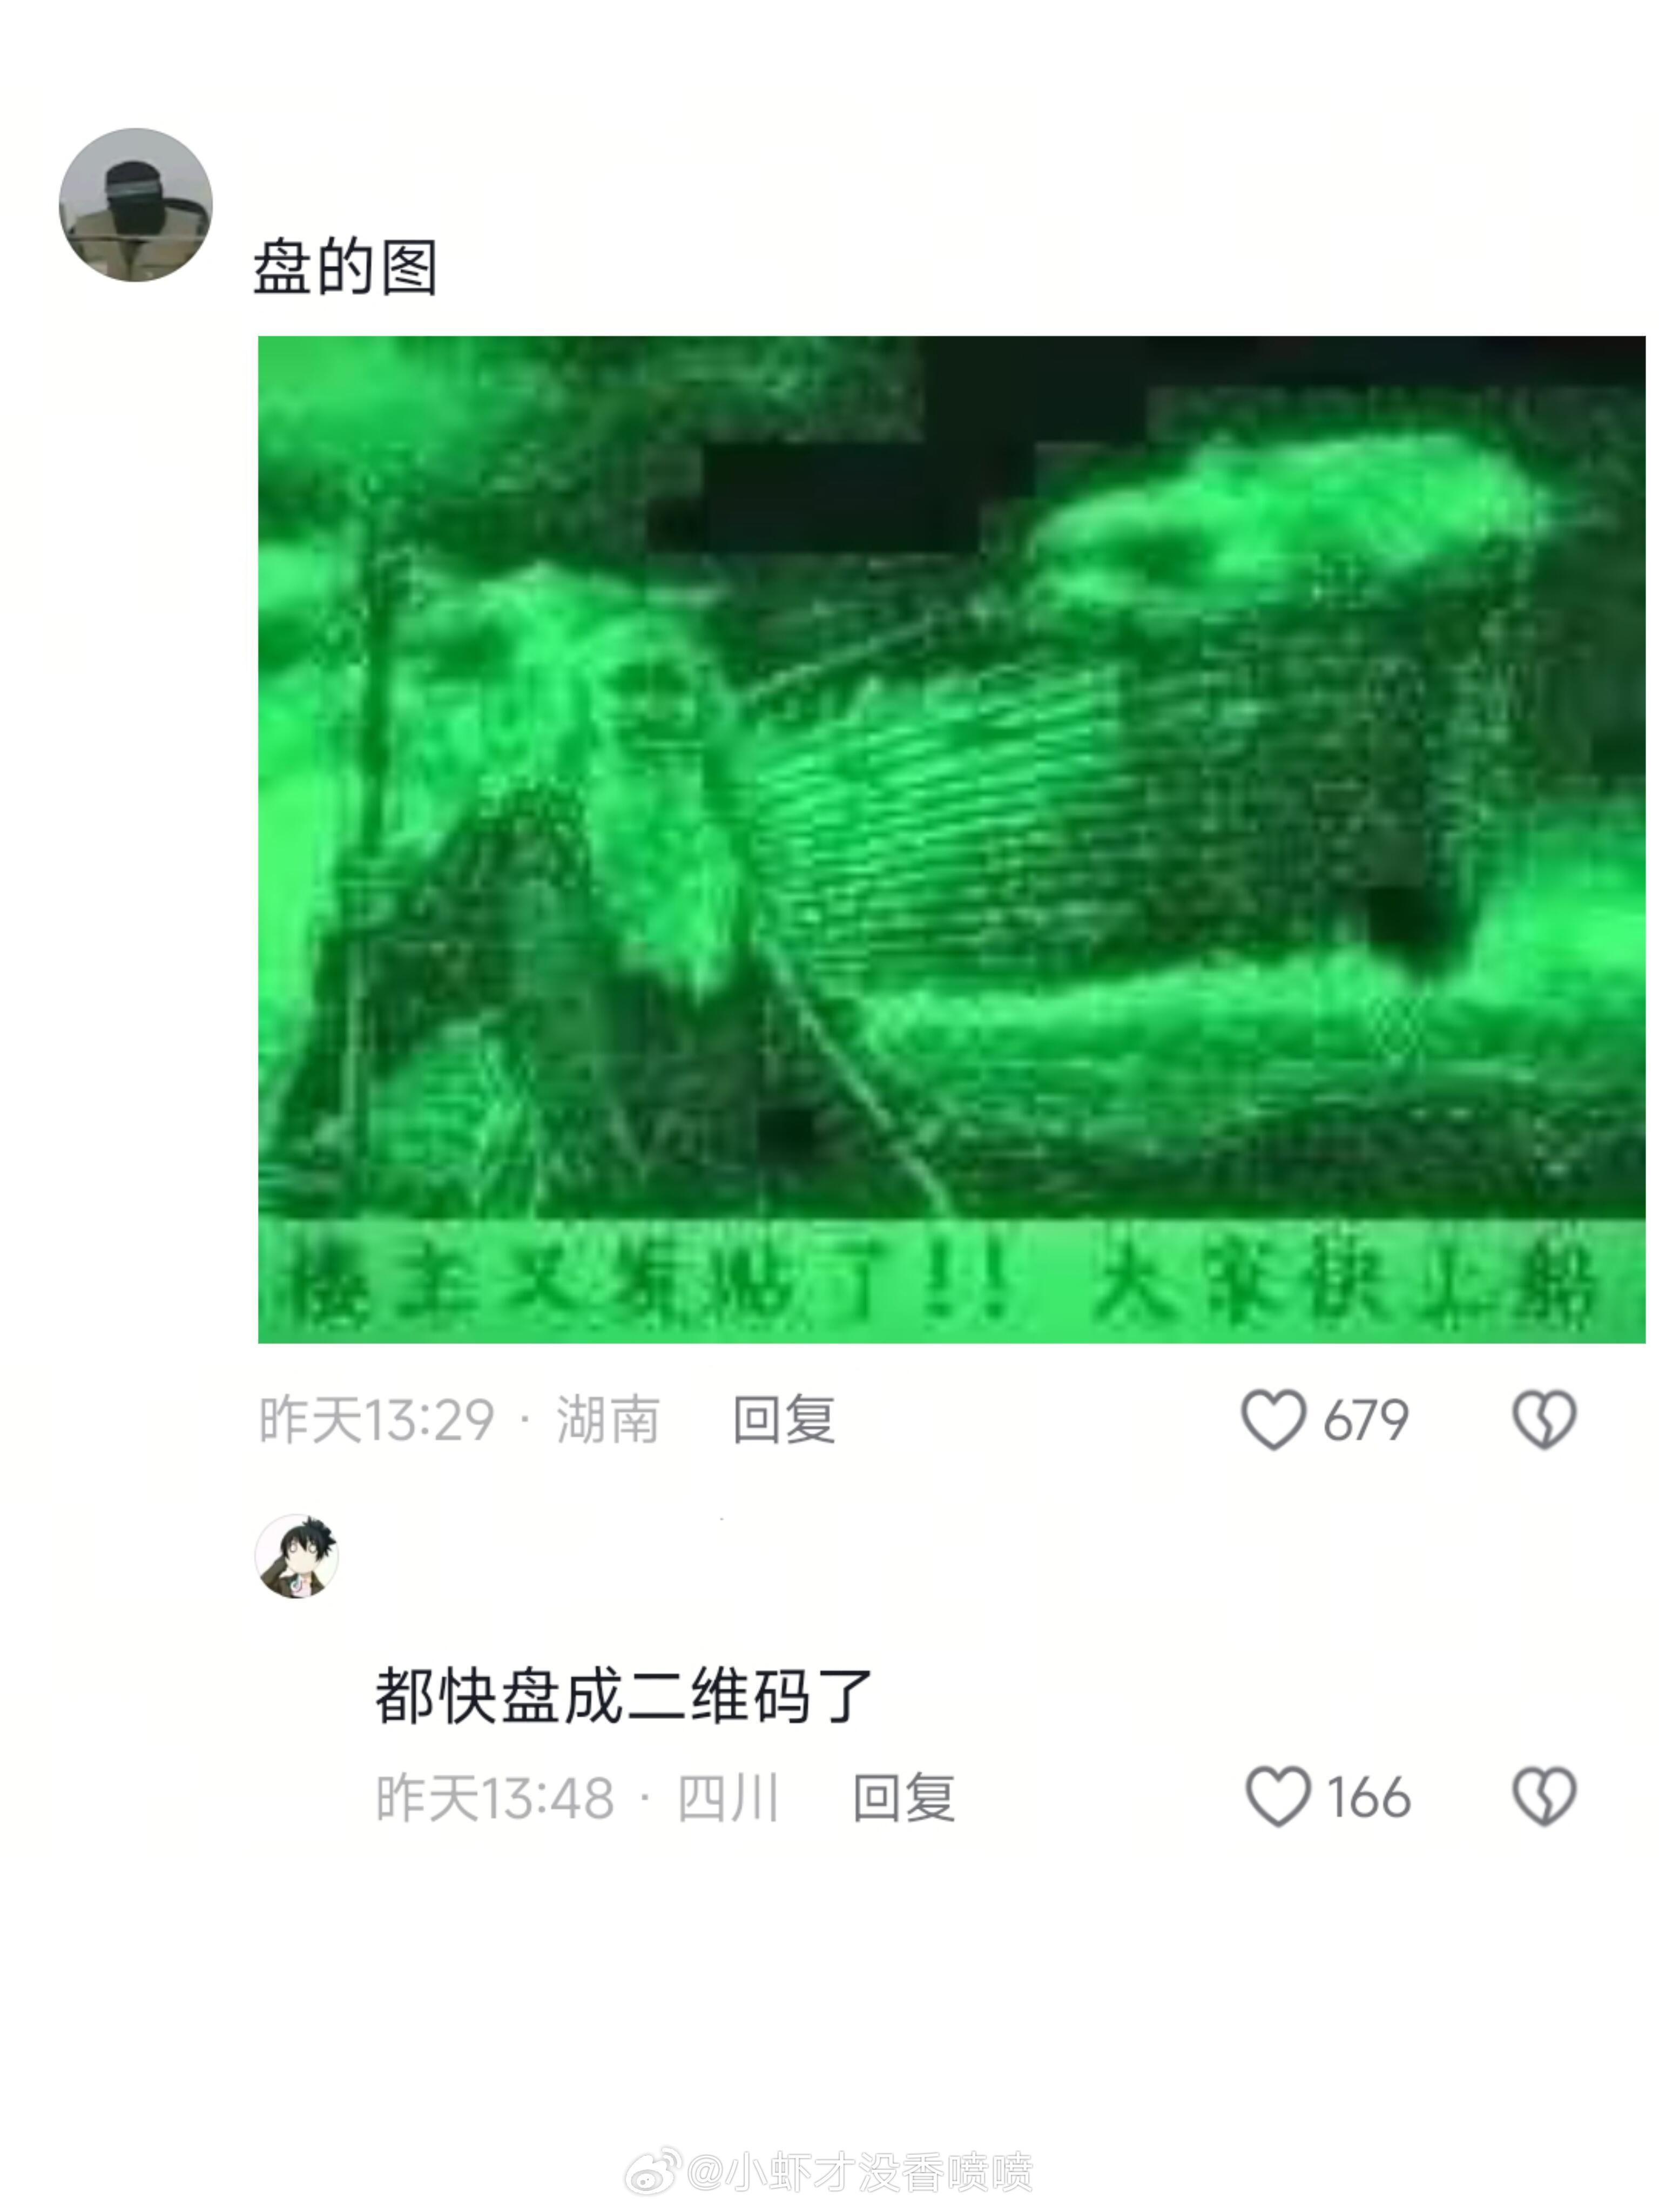 盘的图
楼主又发贴了!! 大家快上船
昨天13:29 · 湖南 回复 679
都快盘成二维码了
昨天13:48 · 四川 回复 166
@小虾才没香喷喷